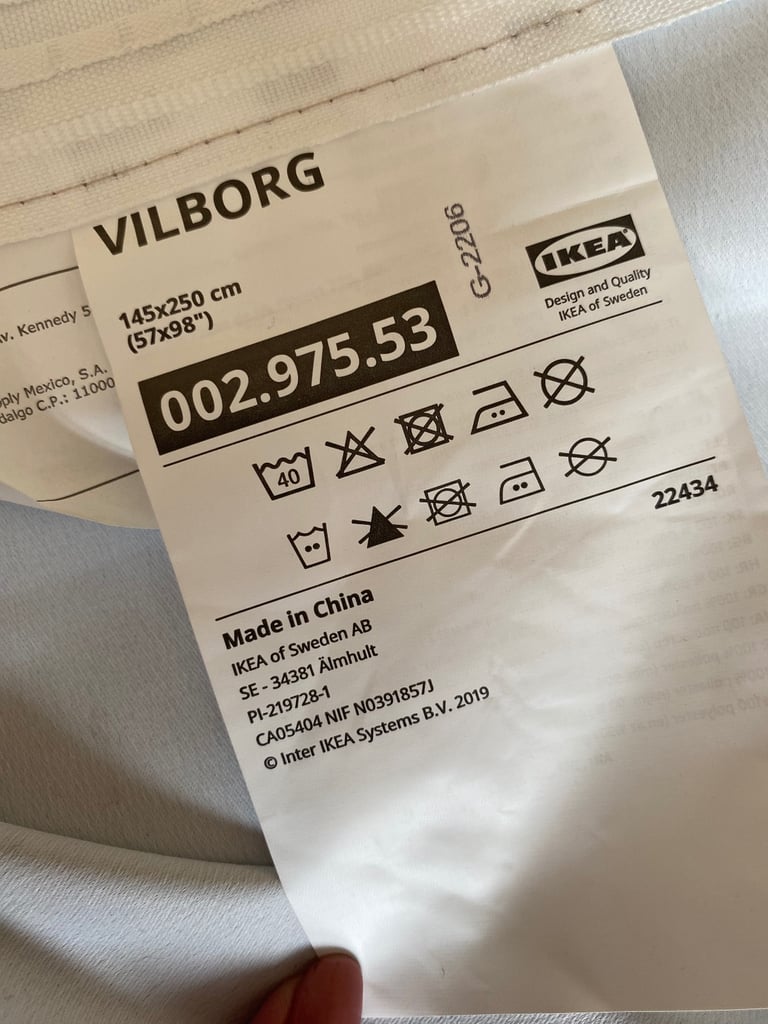 VILBORG
145x250 cm
(57x98")
002.975.53
G-2206
IKEA
Design and Quality
IKEA of Sweden
40
22434
Made in China
IKEA of Sweden AB
SE - 34381 Älmhult
PI-219728-1
CA05404 NIF N0391857J
© Inter IKEA Systems B.V. 2019
Kennedy 5
Mexico, S.A.
C.P.: 11000